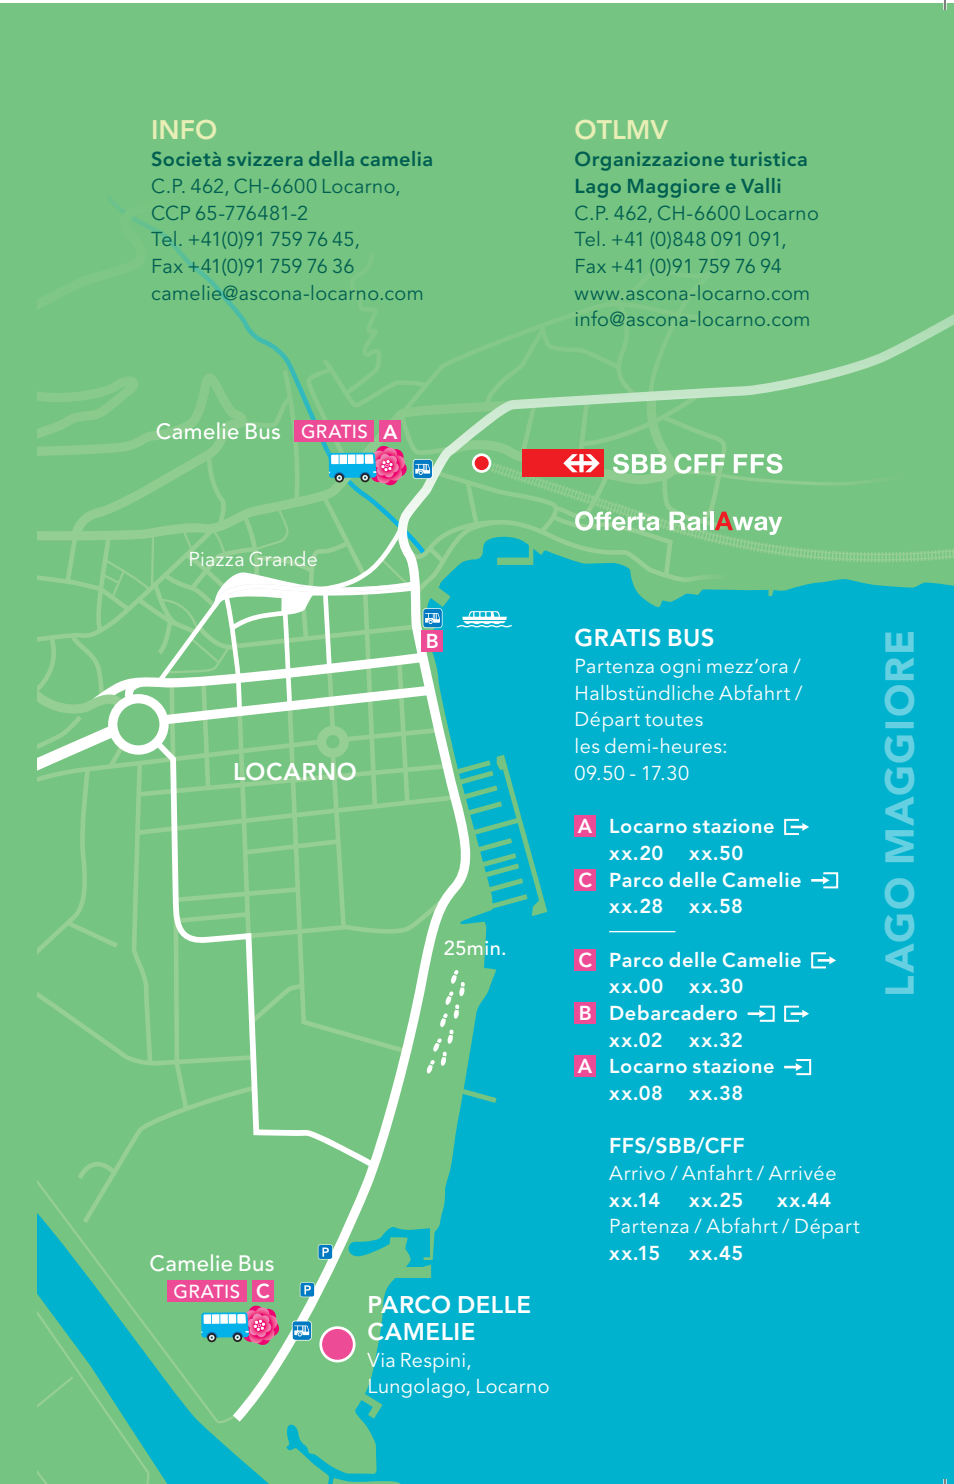 INFO
Società svizzera della camelia
C.P. 462, CH-6600 Locarno,
CCP 65-776481-2
Tel. +41(0)91 759 76 45,
Fax +41(0)91 759 76 36
camelie@ascona-locarno.com
OTLMV
Organizzazione turistica
Lago Maggiore e Valli
C.P. 462, CH-6600 Locarno
Tel. +41 (0)848 091 091,
Fax +41 (0)91 759 76 94
www.ascona-locarno.com
info@ascona-locarno.com
Camelie Bus GRATIS A
SBB CFF FFS
Offerta RailAway
Piazza Grande
B
LOCARNO
GRATIS BUS
Partenza ogni mezz’ora /
Halbstündliche Abfahrt /
Départ toutes
les demi-heures:
09.50 - 17.30
A Locarno stazione
xx.20 xx.50
C Parco delle Camelie
xx.28 xx.58
C Parco delle Camelie
xx.00 xx.30
B Debarcadero
xx.02 xx.32
A Locarno stazione
xx.08 xx.38
FFS/SBB/CFF
Arrivo / Anfahrt / Arrivée
xx.14 xx.25 xx.44
Partenza / Abfahrt / Départ
xx.15 xx.45
LAGO MAGGIORE
25min.
P
Camelie Bus
GRATIS C
P
PARCO DELLE
CAMELIE
Via Respini,
Lungolago, Locarno